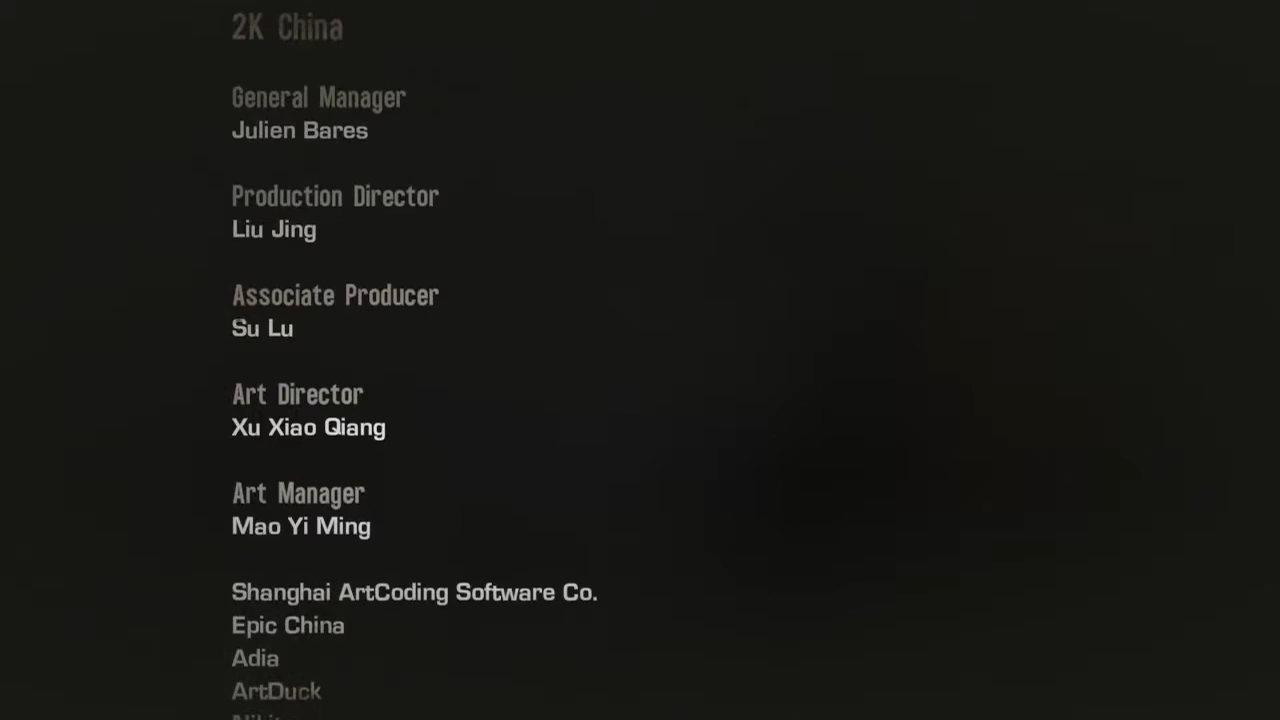 2K China
General Manager
Julien Bares
Production Director
Liu Jing
Associate Producer
Su Lu
Art Director
Xu Xiao Qiang
Art Manager
Mao Yi Ming
Shanghai ArtCoding Software Co.
Epic China
Adia
ArtDuck